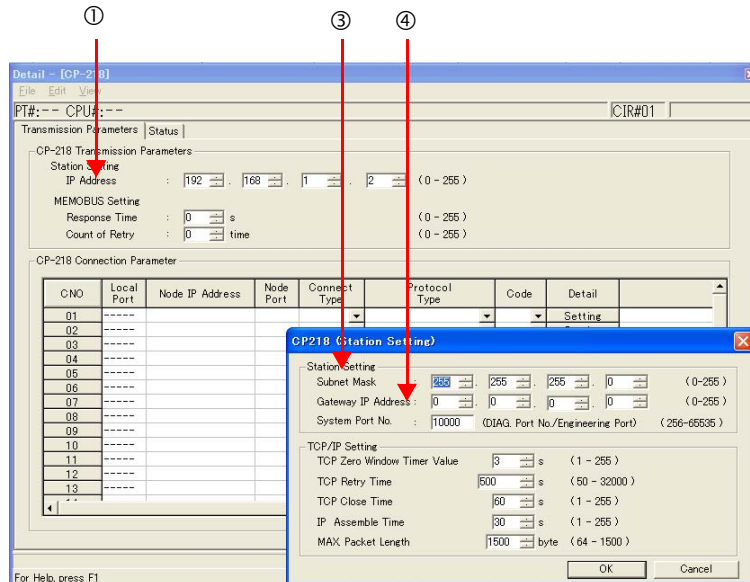 ① ③ ④
Detail - [CP-218]
File Edit View
PT#:-- CPU#:-- CIR#01
Transmission Parameters Status
CP-218 Transmission Parameters
Station Setting
IP Address : 192 . 168 . 1 . 2 (0 - 255)
MEMOBUS Setting
Response Time : 0 s (0 - 255)
Count of Retry : 0 time (0 - 255)
CP-218 Connection Parameter
CNO Local Port Node IP Address Node Port Connect Type Protocol Type Code Detail
01 ----- Setting
02 -----
03 -----
04 -----
05 -----
06 -----
07 -----
08 -----
09 -----
10 -----
11 -----
12 -----
13 -----
CP218 (Station Setting)
Station Setting
Subnet Mask : 255 . 255 . 255 . 0 (0-255)
Gateway IP Address : 0 . 0 . 0 . 0 (0-255)
System Port No. : 10000 (DIAG. Port No./Engineering Port) (256-65535)
TCP/IP Setting
TCP Zero Window Timer Value 3 s (1 - 255)
TCP Retry Time 500 s (50 - 32000)
TCP Close Time 60 s (1 - 255)
IP Assemble Time 30 s (1 - 255)
MAX Packet Length 1500 byte (64 - 1500)
OK Cancel
For Help, press F1